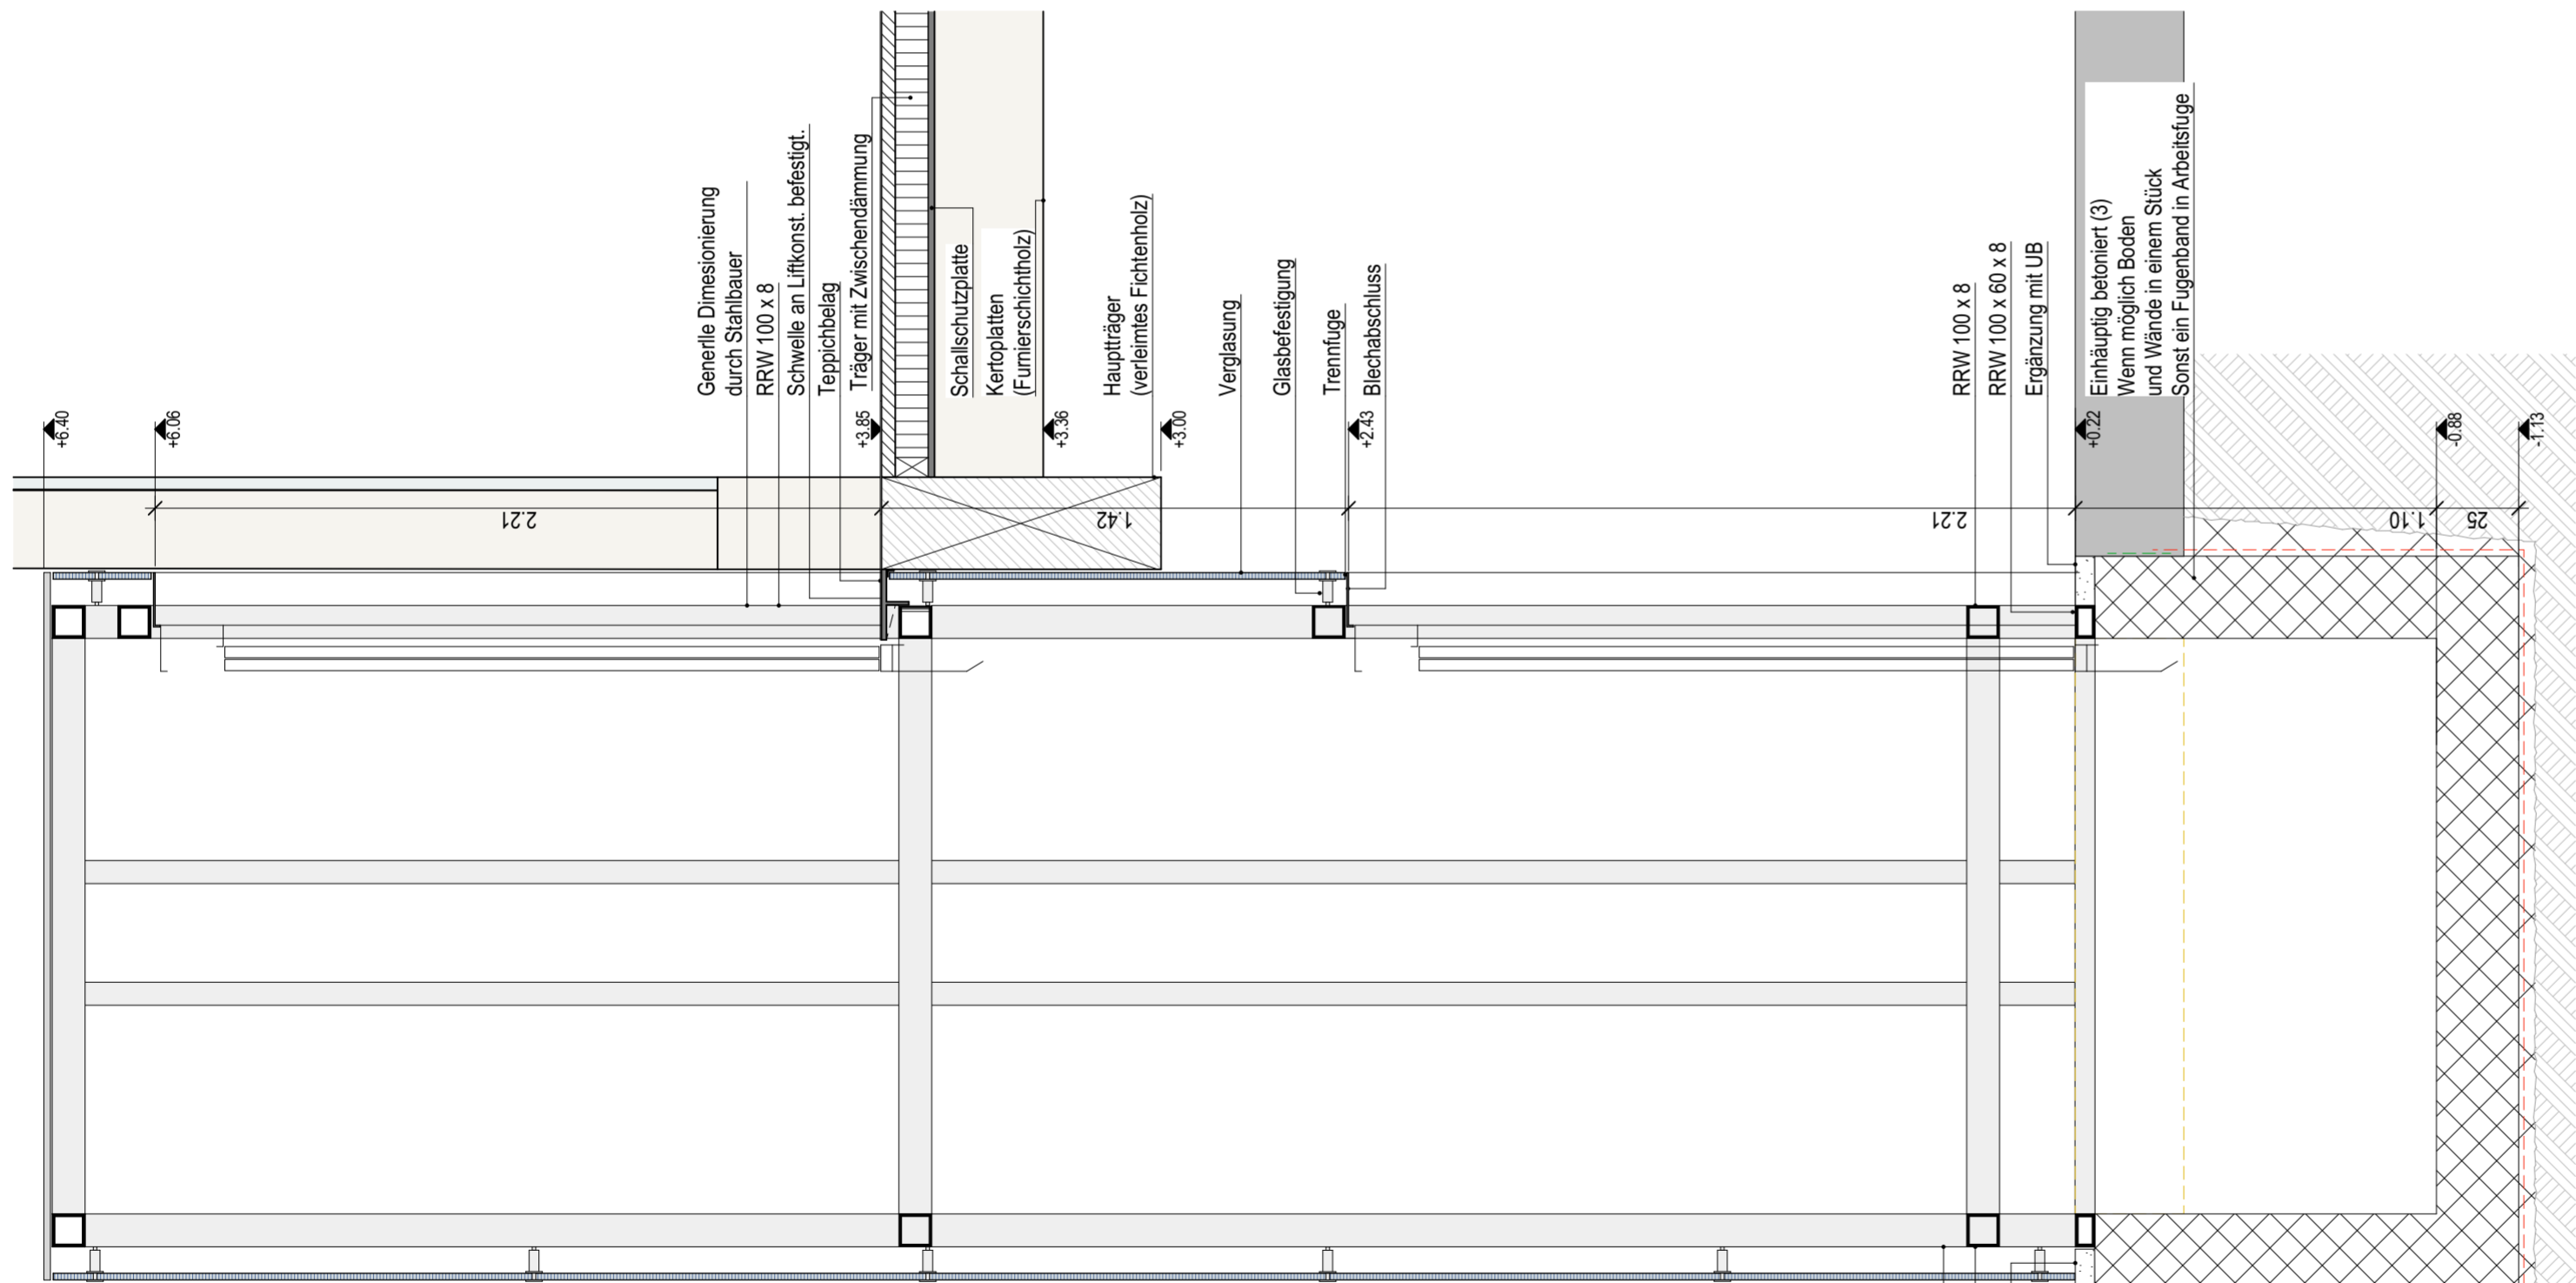 Generlle Dimesionierung
durch Stahlbauer
RRW 100 x 8
Schwelle an Liftkonst. befestigt.
Teppichbelag
Träger mit Zwischendämmung
Schallschutzplatte
Kertoplatten
(Furnierschichtholz)
Hauptträger
(verleimtes Fichtenholz)
Verglasung
Glasbefestigung
Trennfuge
Blechabschluss
RRW 100 x 8
RRW 100 x 60 x 8
Ergänzung mit UB
Einhäuptig betoniert (3)
Wenn möglich Boden
und Wände in einem Stück
Sonst ein Fugenband in Arbeitsfuge
+6.40
+6.06
+3.85
+3.36
+3.00
+2.43
+0.22
-0.88
-1.13
2.21
1.42
2.21
1.10
25